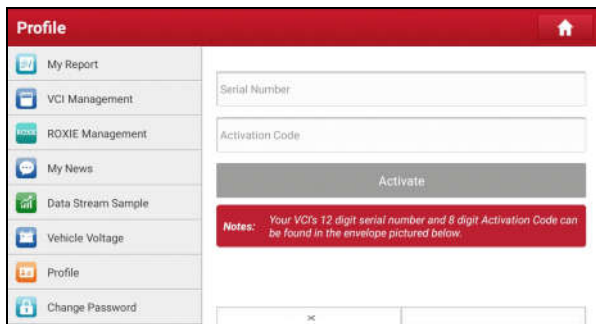 Profile
My Report
VCI Management
ROXIE Management
My News
Data Stream Sample
Vehicle Voltage
Profile
Change Password
Serial Number
Activation Code
Activate
Notes: Your VCI's 12 digit serial number and 8 digit Activation Code can
be found in the envelope pictured below.